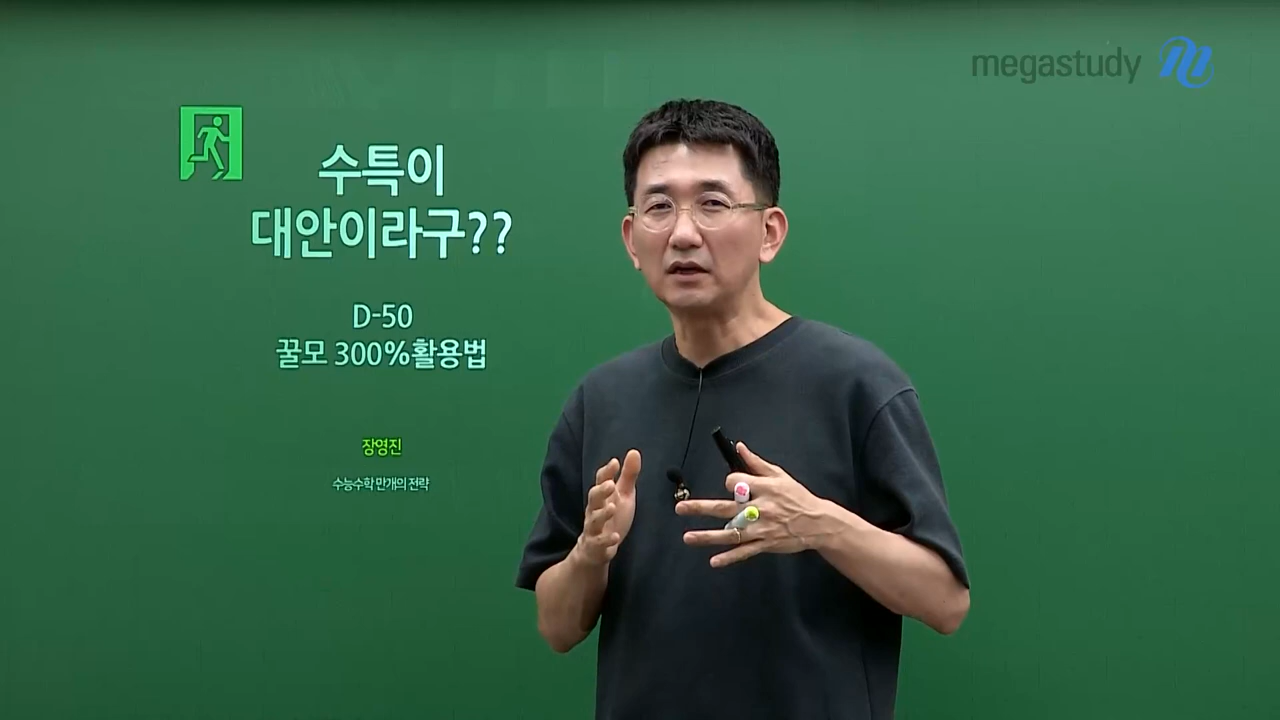 megastudy
수특이
대안이라구??
D-50
꿀모 300%활용법
장영진
수능수학 만개의 전략